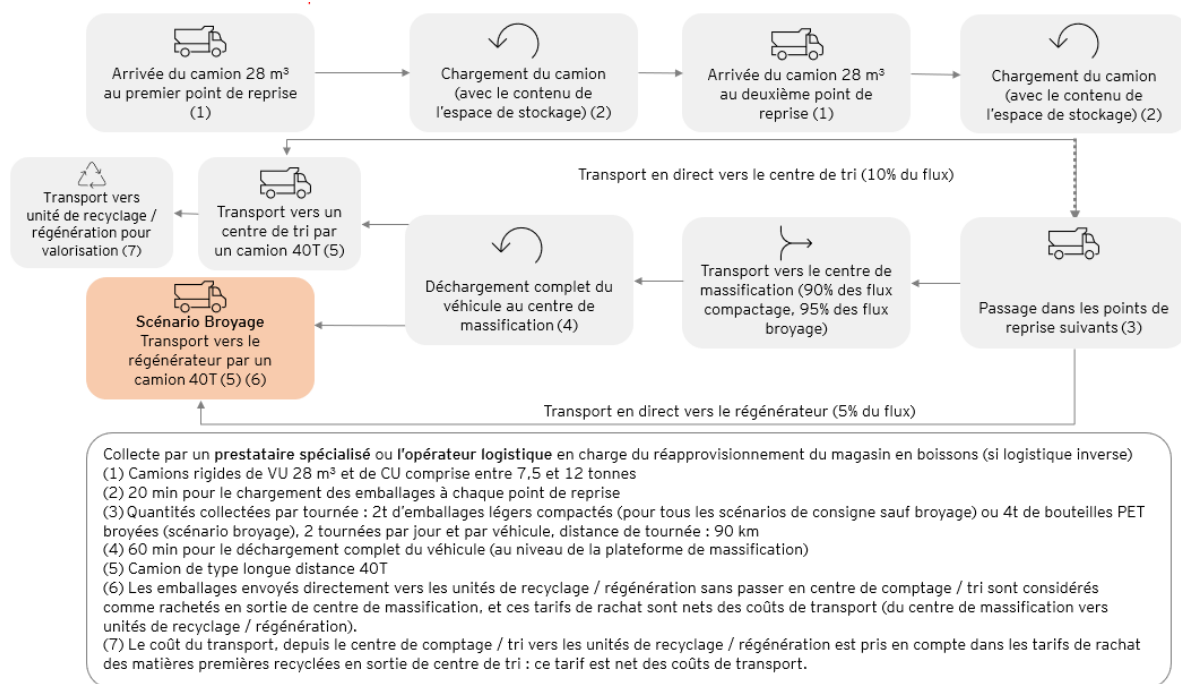 Arrivée du camion 28 m³
au premier point de reprise
(1)
Chargement du camion
(avec le contenu de
l'espace de stockage) (2)
Arrivée du camion 28 m³
au deuxième point de
reprise (1)
Chargement du camion
(avec le contenu de
l'espace de stockage) (2)
Transport en direct vers le centre de tri (10% du flux)
Transport vers
unité de recyclage /
régénération pour
valorisation (7)
Transport vers un
centre de tri par
un camion 40T (5)
Déchargement complet du
véhicule au centre de
massification (4)
Transport vers le centre de
massification (90% des flux
compactage, 95% des flux
broyage)
Passage dans les points de
reprise suivants (3)
Scénario Broyage
Transport vers le
régénérateur par un
camion 40T (5) (6)
Transport en direct vers le régénérateur (5% du flux)
Collecte par un prestataire spécialisé ou l'opérateur logistique en charge du réapprovisionnement du magasin en boissons (si logistique inverse)
(1) Camions rigides de VU 28 m³ et de CU comprise entre 7,5 et 12 tonnes
(2) 20 min pour le chargement des emballages à chaque point de reprise
(3) Quantités collectées par tournée : 2t d'emballages légers compactés (pour tous les scénarios de consigne sauf broyage) ou 4t de bouteilles PET
broyées (scénario broyage), 2 tournées par jour et par véhicule, distance de tournée : 90 km
(4) 60 min pour le déchargement complet du véhicule (au niveau de la plateforme de massification)
(5) Camion de type longue distance 40T
(6) Les emballages envoyés directement vers les unités de recyclage / régénération sans passer en centre de comptage / tri sont considérés
comme rachetés en sortie de centre de massification, et ces tarifs de rachat sont nets des coûts de transport (du centre de massification vers
unités de recyclage / régénération).
(7) Le coût du transport, depuis le centre de comptage / tri vers les unités de recyclage / régénération est pris en compte dans les tarifs de rachat
des matières premières recyclées en sortie de centre de tri : ce tarif est net des coûts de transport.